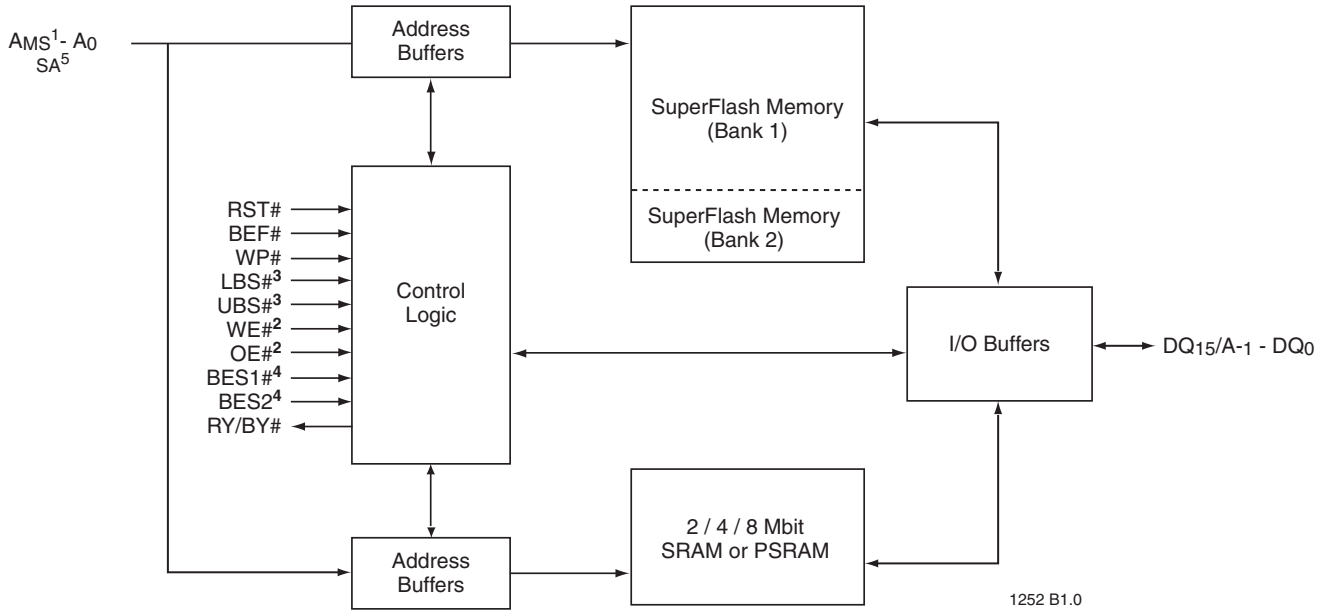 Address
Buffers
AMS¹- A0
SA⁵
SuperFlash Memory
(Bank 1)
SuperFlash Memory
(Bank 2)
RST#
BEF#
WP#
LBS#³
UBS#³
WE#²
OE#²
BES1#⁴
BES2⁴
RY/BY#
Control
Logic
I/O Buffers
DQ15/A-1 - DQ0
2 / 4 / 8 Mbit
SRAM or PSRAM
Address
Buffers
1252 B1.0